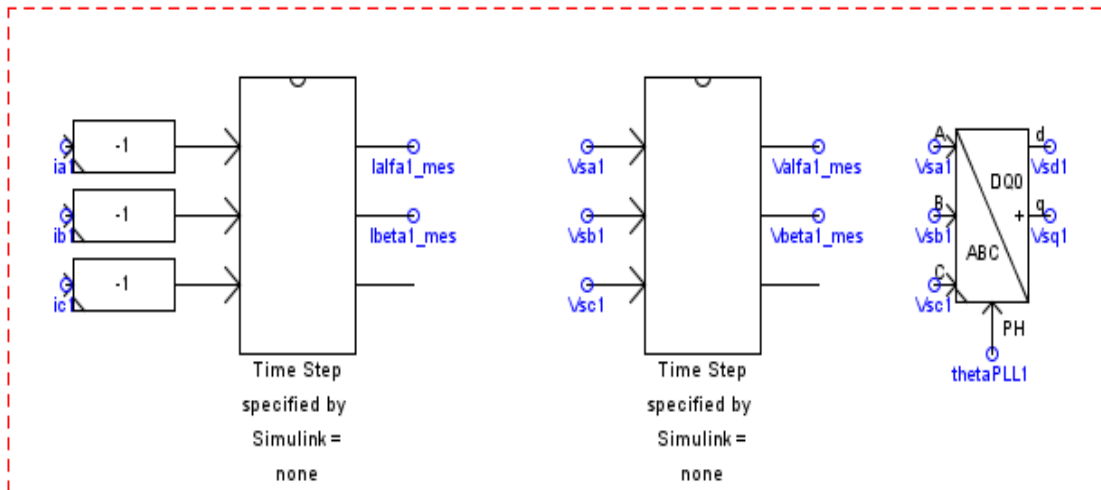 -1
ia1
-1
ib1
-1
ic1
Ialfa1_mes
Ibeta1_mes
Time Step
specified by
Simulink =
none
Vsa1
Vsb1
Vsc1
Valfa1_mes
Vbeta1_mes
Time Step
specified by
Simulink =
none
A
Vsa1
B
Vsb1
C
Vsc1
DQ0
+
ABC
d
Vsd1
q
Vsq1
PH
thetaPLL1